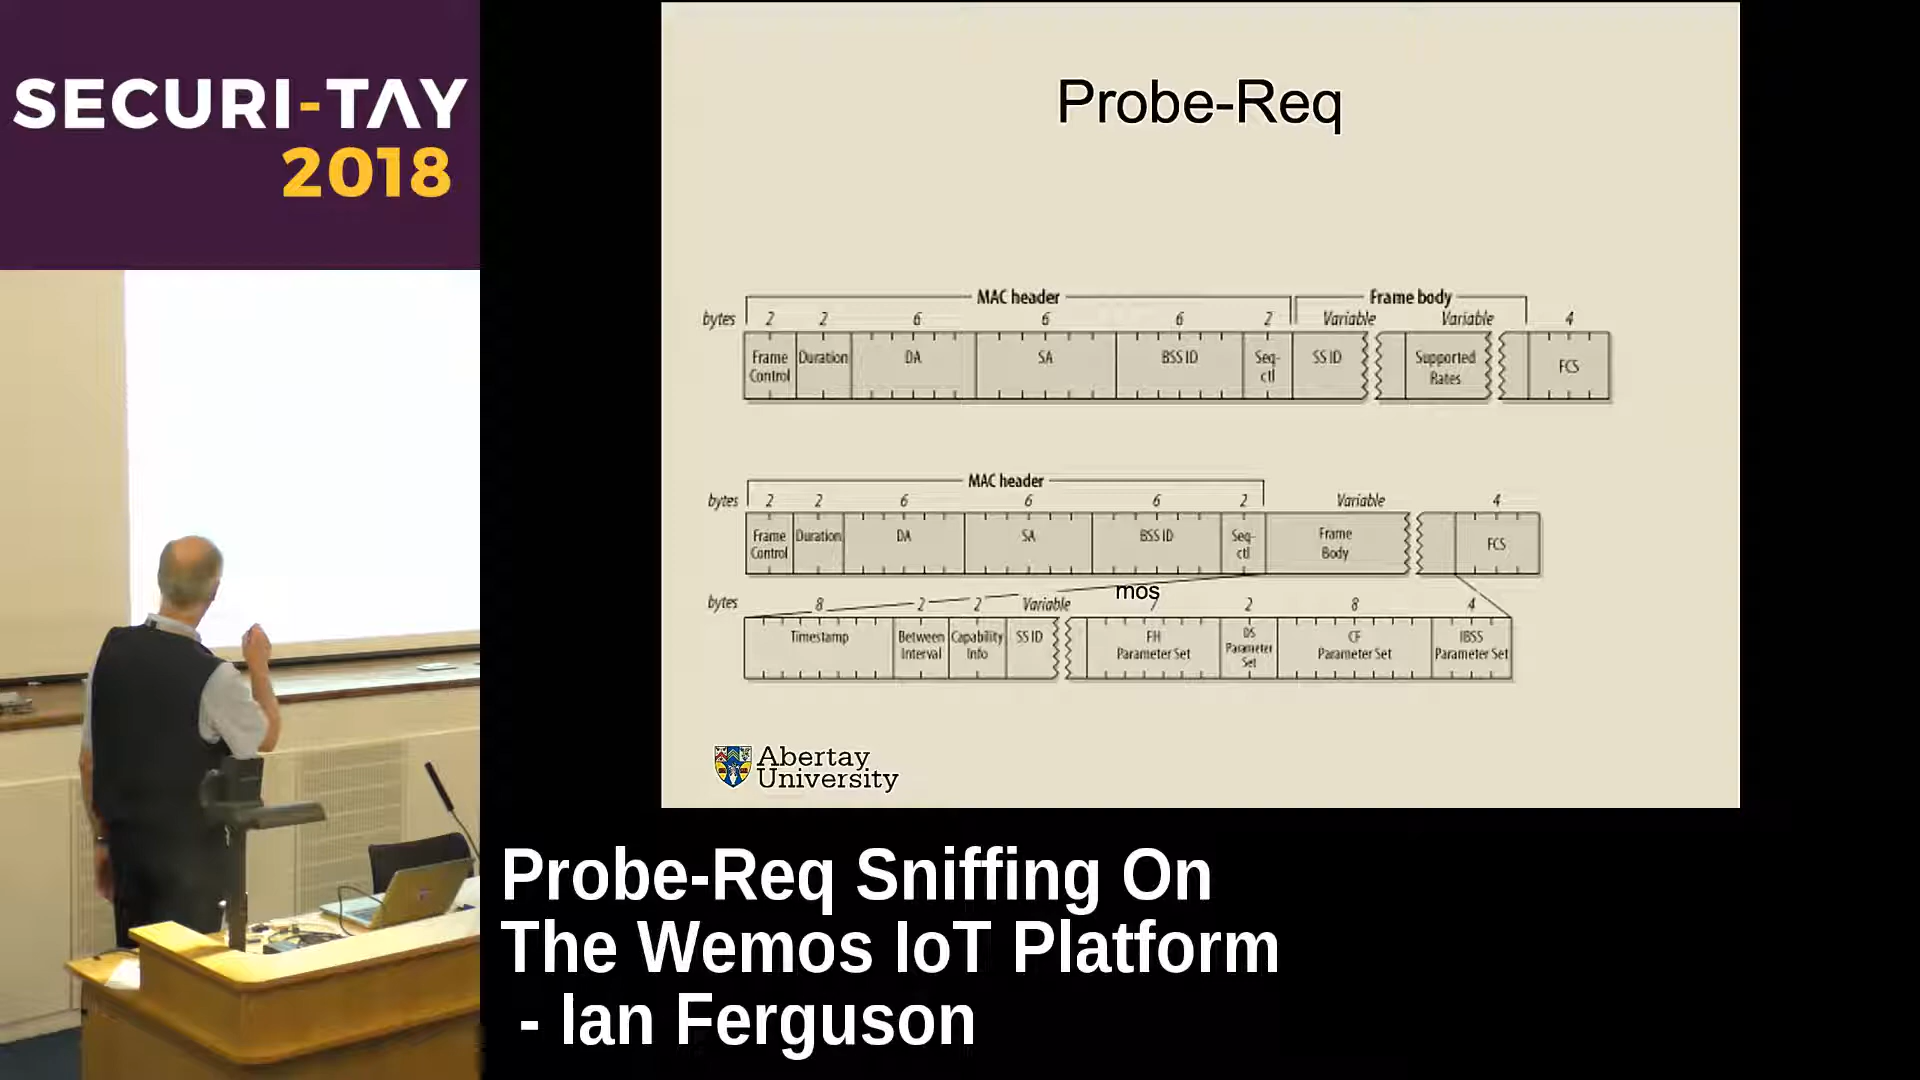 SECURI-TAY
2018
Probe-Req
MAC header
Frame body
bytes 2 2 6 6 6 2 Variable Variable 4
Frame Control Duration DA SA BSS ID Seq-ctl SS ID Supported Rates FCS
MAC header
bytes 2 2 6 6 6 2 Variable 4
Frame Control Duration DA SA BSS ID Seq-ctl Frame Body FCS
mos
bytes 8 2 2 Variable 7 2 8 4
Timestamp Between Interval Capability Info SS ID FH Parameter Set DS Parameter Set CF Parameter Set IBSS Parameter Set
Abertay
University
Probe-Req Sniffing On
The Wemos IoT Platform
- Ian Ferguson